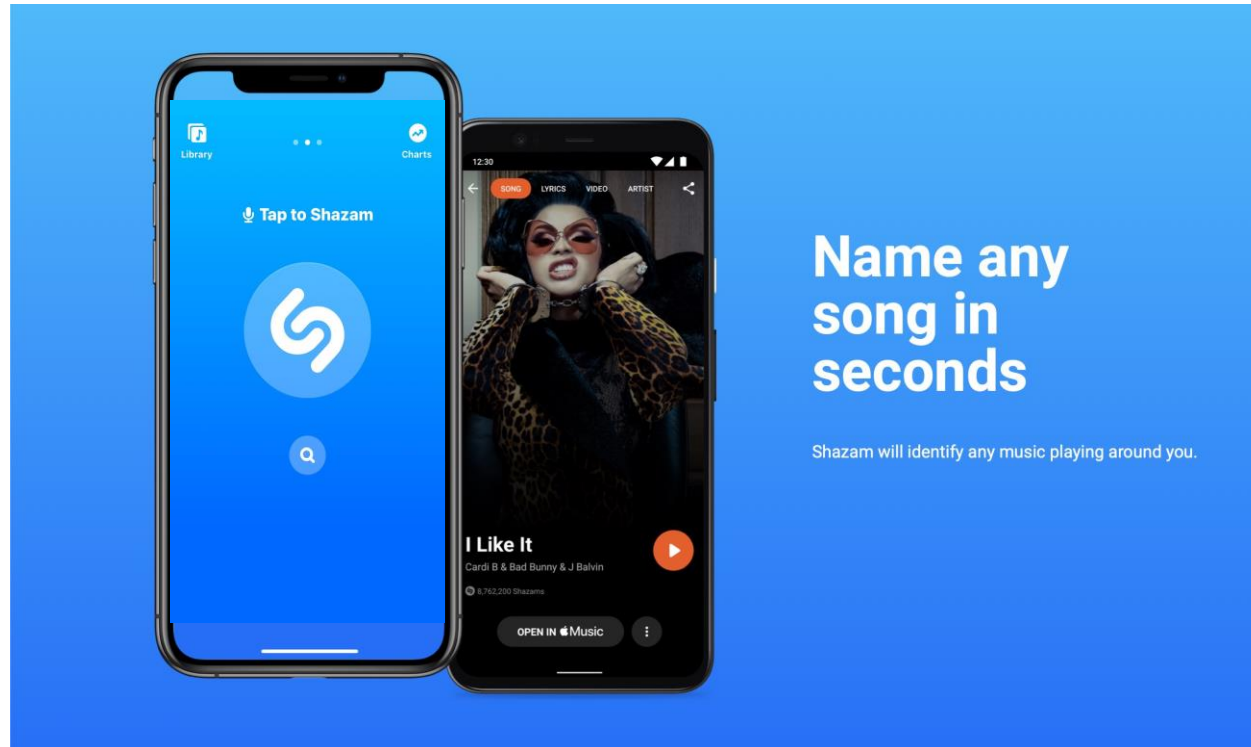 Library
Charts
Tap to Shazam
12:30
SONG LYRICS VIDEO ARTIST
I Like It
Cardi B & Bad Bunny & J Balvin
8,762,200 Shazams
OPEN IN Music
Name any
song in
seconds
Shazam will identify any music playing around you.